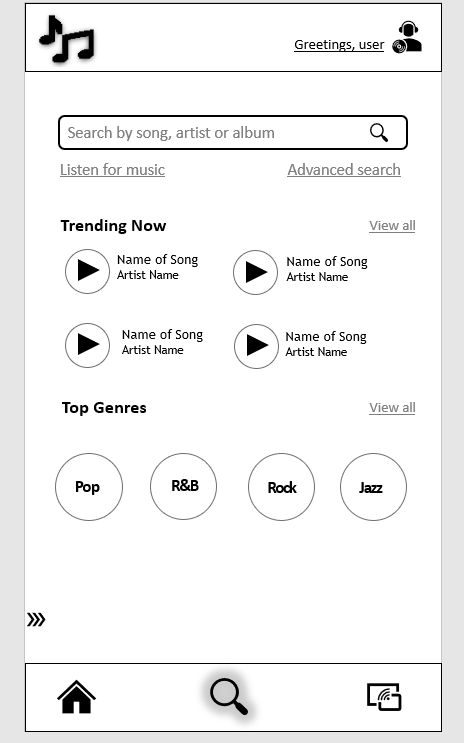 Greetings, user
Search by song, artist or album
Listen for music
Advanced search
Trending Now
View all
Name of Song
Artist Name
Name of Song
Artist Name
Name of Song
Artist Name
Name of Song
Artist Name
Top Genres
View all
Pop
R&B
Rock
Jazz